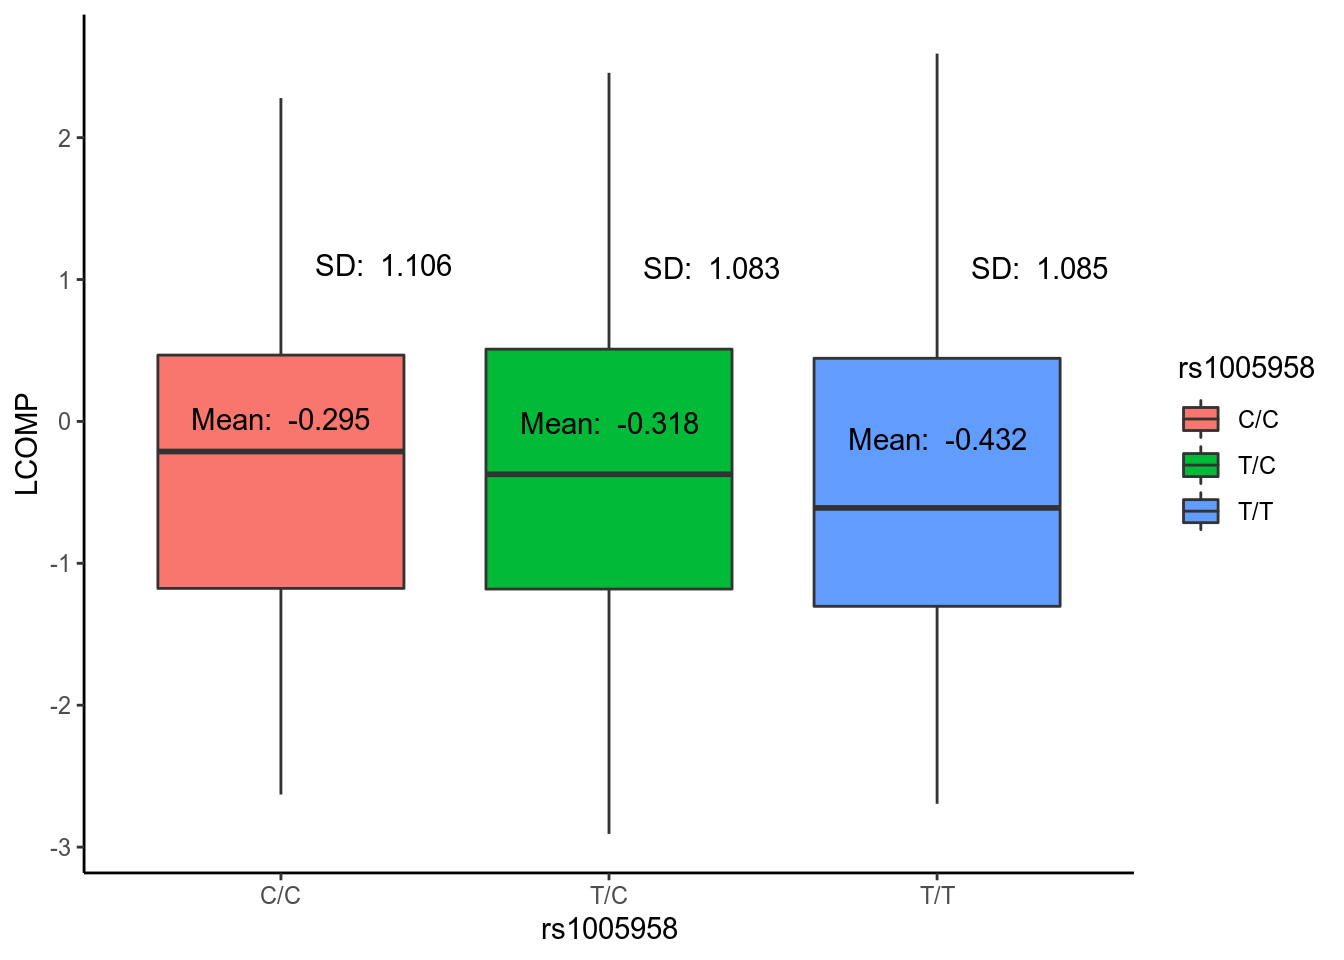 LCOMP
2
1
0
-1
-2
-3
SD: 1.106
SD: 1.083
SD: 1.085
Mean: -0.295
Mean: -0.318
Mean: -0.432
C/C
T/C
T/T
rs1005958
rs1005958
C/C
T/C
T/T